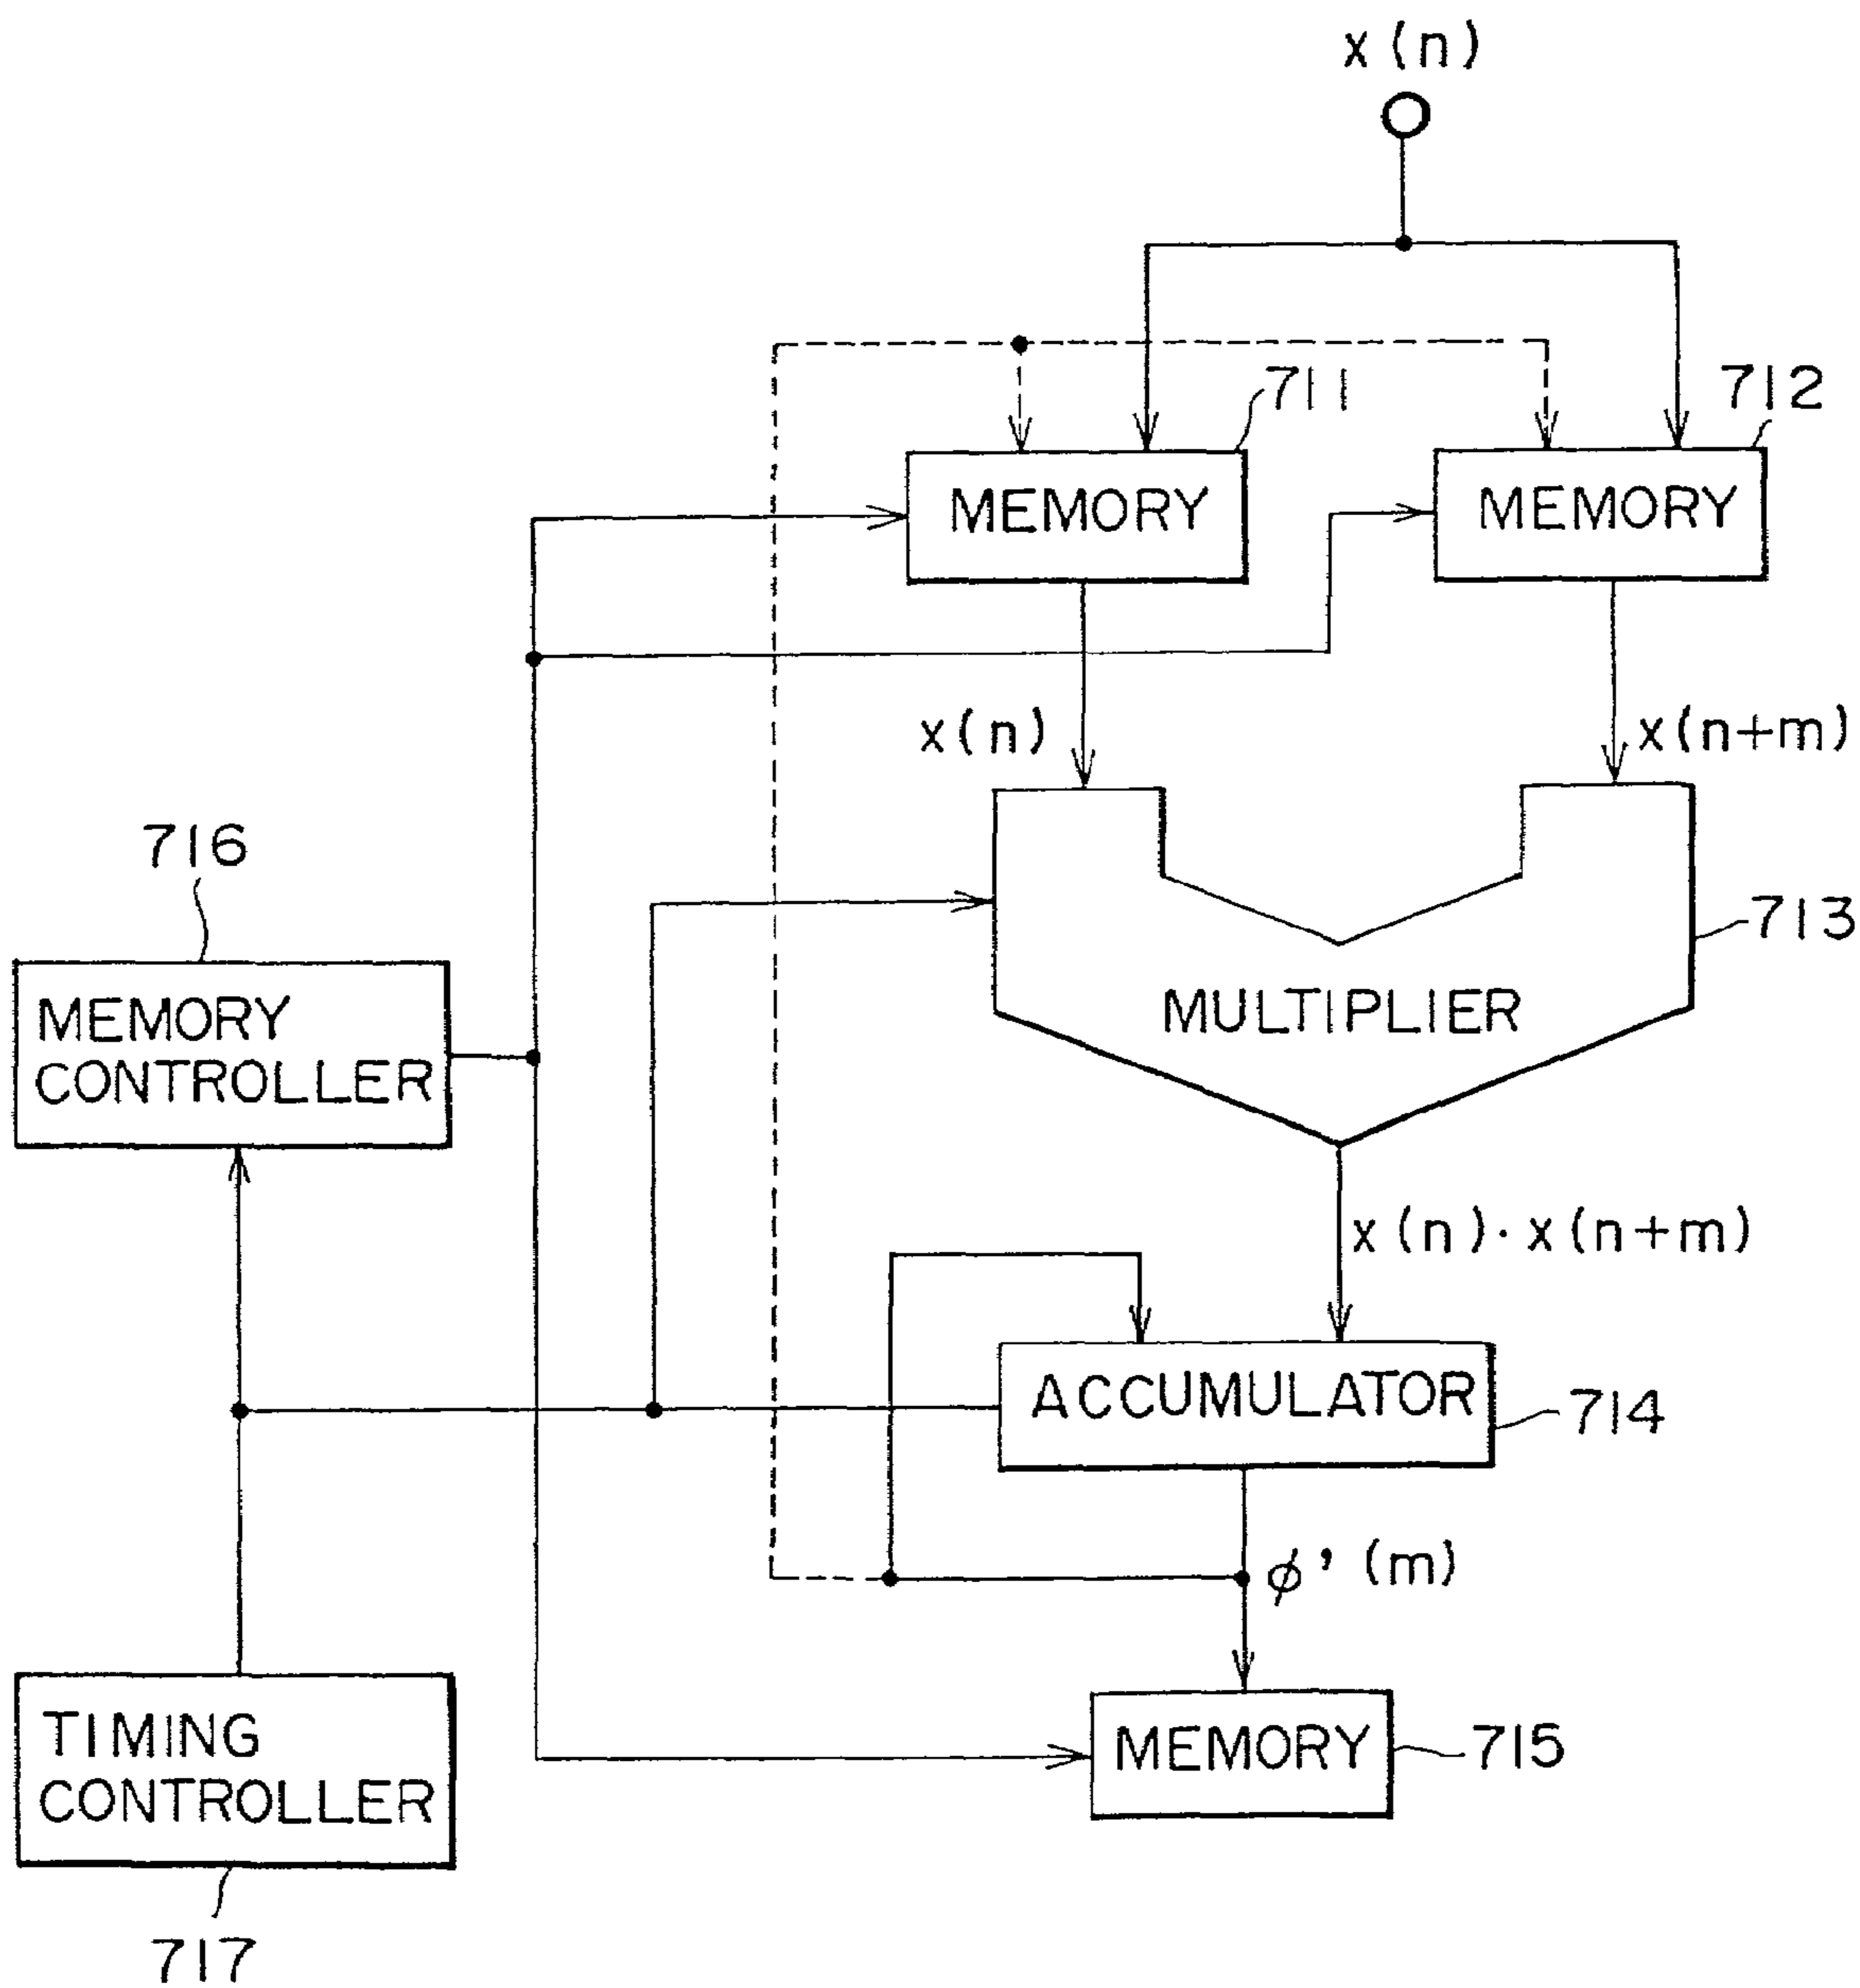 x(n)
711
712
MEMORY
MEMORY
x(n)
x(n+m)
716
713
MEMORY
CONTROLLER
MULTIPLIER
x(n)·x(n+m)
ACCUMULATOR
714
ϕ'(m)
TIMING
CONTROLLER
MEMORY
715
717